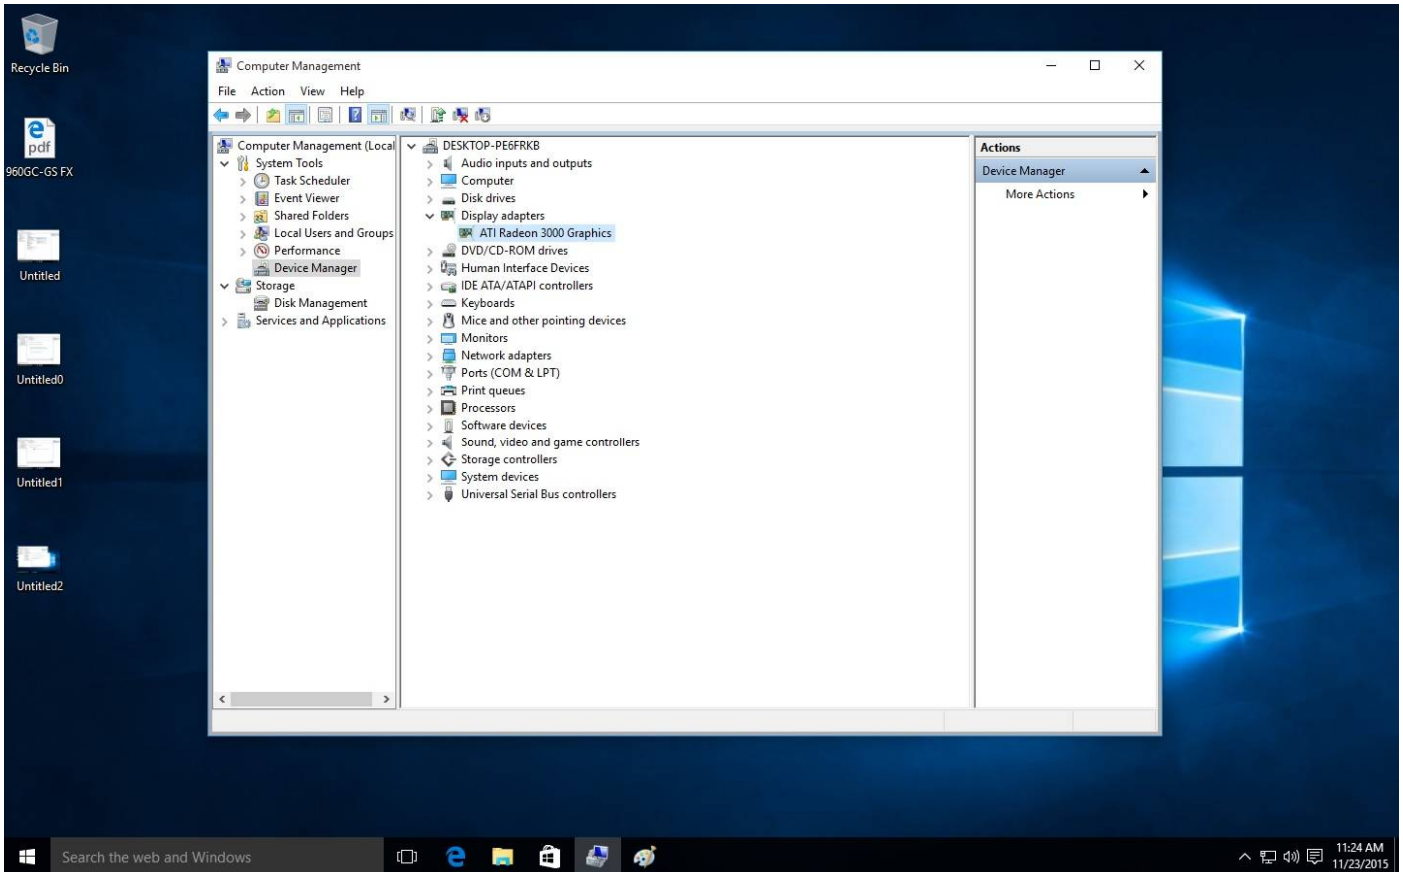 Recycle Bin
pdf
960GC-GS FX
Untitled
Untitled0
Untitled1
Untitled2
Computer Management
File Action View Help
Computer Management (Local
System Tools
Task Scheduler
Event Viewer
Shared Folders
Local Users and Groups
Performance
Device Manager
Storage
Disk Management
Services and Applications
DESKTOP-PE6FRKB
Audio inputs and outputs
Computer
Disk drives
Display adapters
ATI Radeon 3000 Graphics
DVD/CD-ROM drives
Human Interface Devices
IDE ATA/ATAPI controllers
Keyboards
Mice and other pointing devices
Monitors
Network adapters
Ports (COM & LPT)
Print queues
Processors
Software devices
Sound, video and game controllers
Storage controllers
System devices
Universal Serial Bus controllers
Actions
Device Manager
More Actions
Search the web and Windows
11:24 AM
11/23/2015